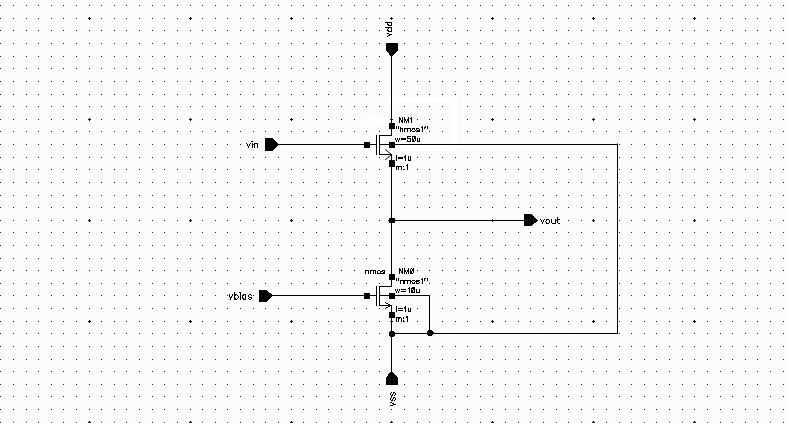 vdd
NM1
"nmos1"
w=50u
l=1u
m:1
vin
vout
nmos
NM0
"nmos1"
w=10u
l=1u
m:1
vbias
vss